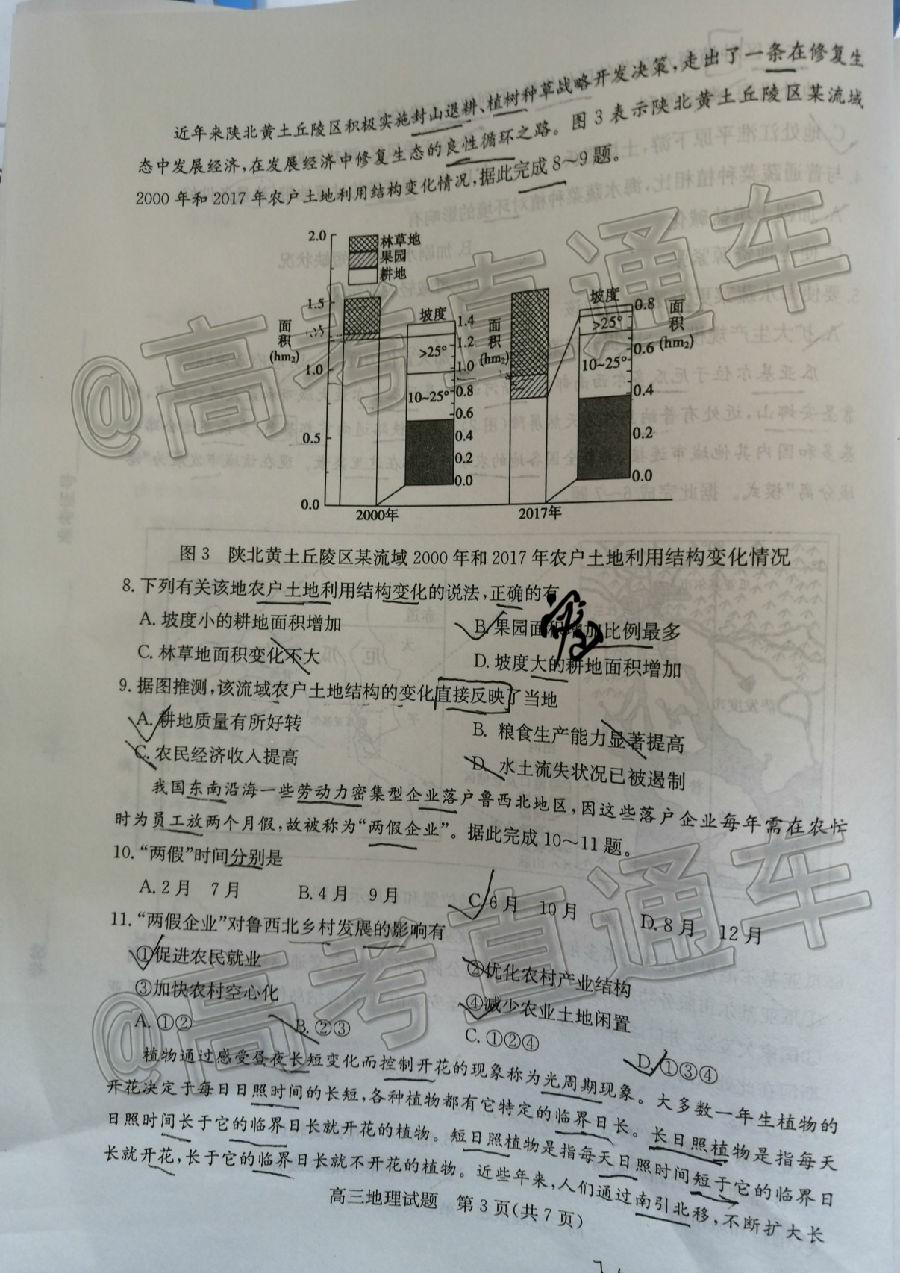 近年来陕北黄土丘陵区积极实施封山退耕、植树种草战略开发决策，走出了一条在修复生
态中发展经济，在发展经济中修复生态的良性循环之路。图3表示陕北黄土丘陵区某流域
2000年和2017年农户土地利用结构变化情况，据此完成8～9题。
2.0
1.5
1.0
0.5
0.0
面积(hm₂)
林草地
果园
耕地
坡度
>25°
10~25°
1.4
1.2
1.0
0.8
0.6
0.4
0.2
0.0
面积(hm₂)
坡度
>25°
10~25°
0.8
0.6
0.4
0.2
0.0
面积(hm₂)
2000年
2017年
图3 陕北黄土丘陵区某流域2000年和2017年农户土地利用结构变化情况
8.下列有关该地农户土地利用结构变化的说法，正确的有
A.坡度小的耕地面积增加
B.果园面积增加比例最多
C.林草地面积变化不大
D.坡度大的耕地面积增加
9.据图推测，该流域农户土地结构的变化直接反映了当地
A.耕地质量有所好转
B.粮食生产能力显著提高
C.农民经济收入提高
D.水土流失状况已被遏制
我国东南沿海一些劳动力密集型企业落户鲁西北地区，因这些落户企业每年需在农忙
时为员工放两个月假，故被称为“两假企业”。据此完成10～11题。
10.“两假”时间分别是
A.2月 7月
B.4月 9月
C.6月 10月
D.8月 12月
11.“两假企业”对鲁西北乡村发展的影响有
①促进农民就业
②优化农村产业结构
③加快农村空心化
④减少农业土地闲置
A.①②
B.②③
C.①②④
D.①③④
植物通过感受昼夜长短变化而控制开花的现象称为光周期现象。大多数一年生植物的
开花决定于每日日照时间的长短，各种植物都有它特定的临界日长。长日照植物是指每天
日照时间长于它的临界日长就开花的植物。短日照植物是指每天日照时间短于它的临界日
长就开花，长于它的临界日长就不开花的植物。近些年来，人们通过南引北移，不断扩大长
高三地理试题 第3页(共7页)
@高考直通车
@高考直通车